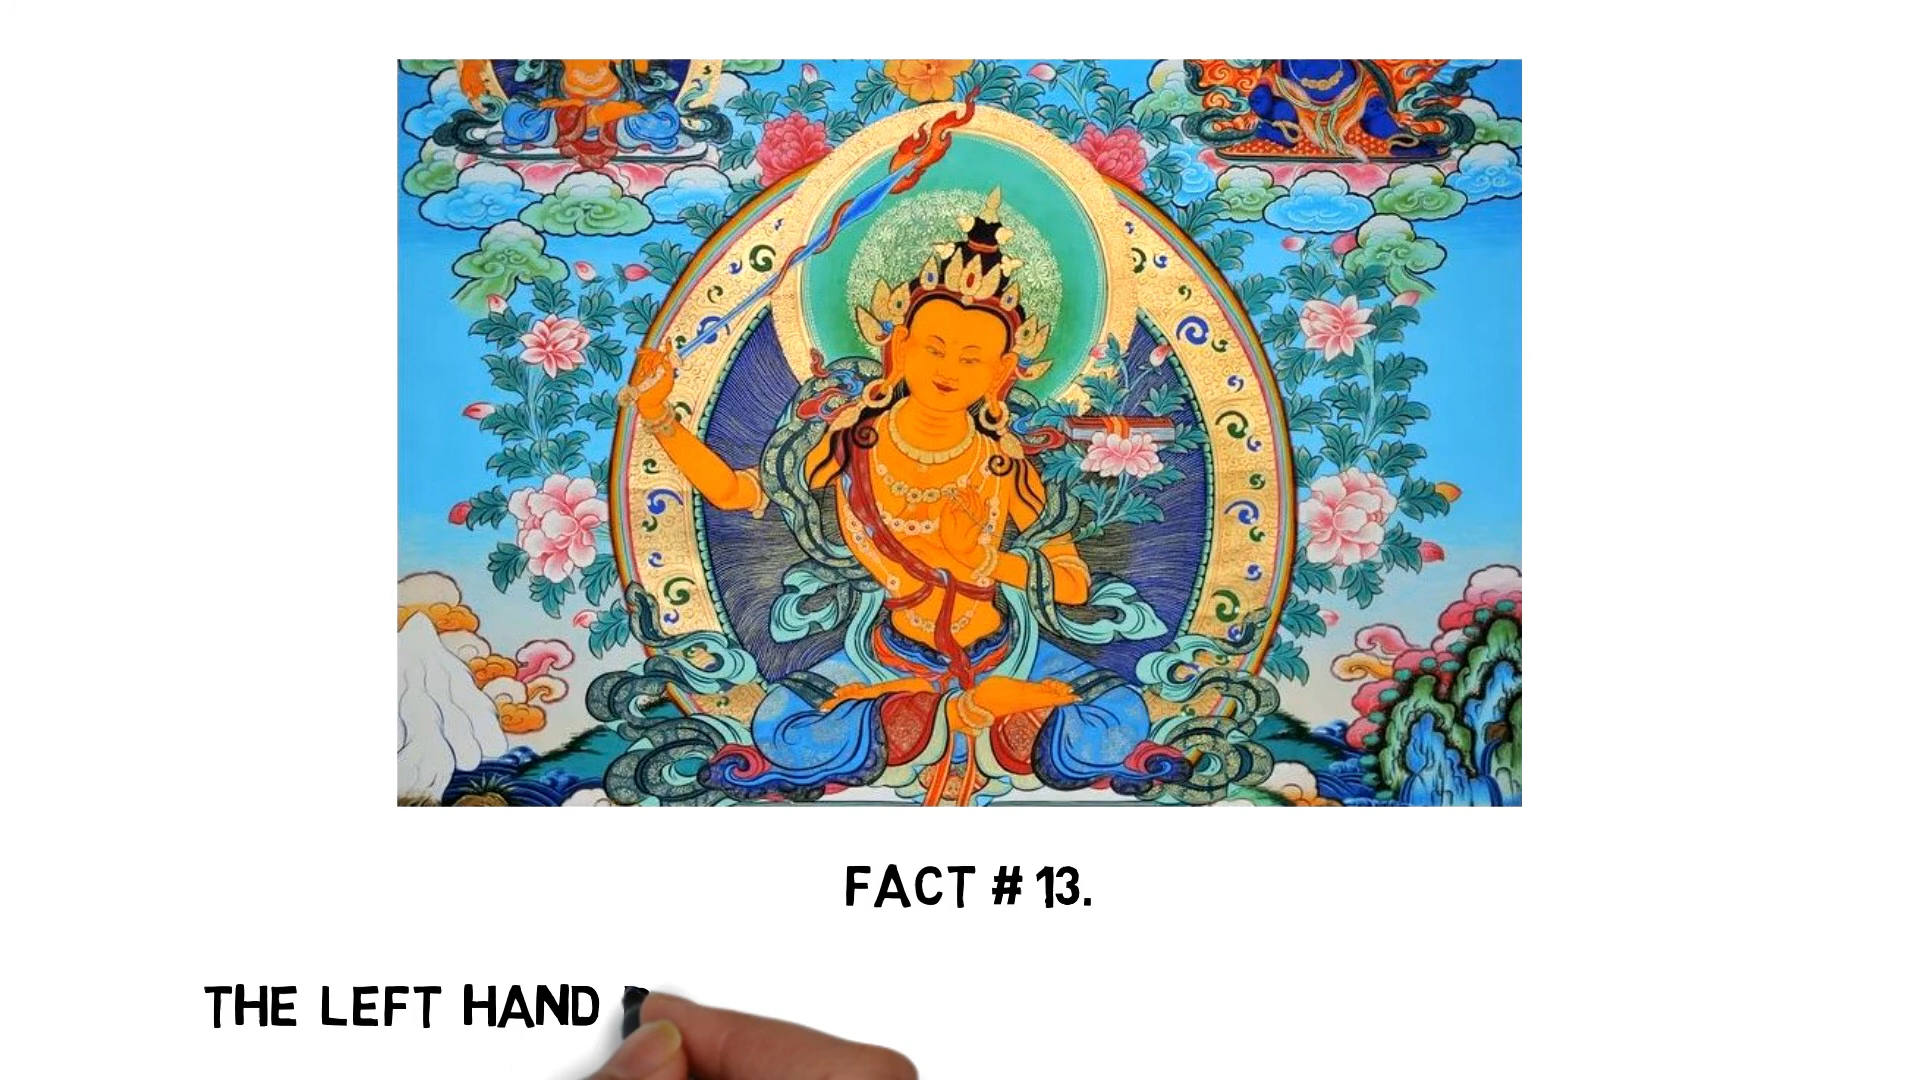 FACT # 13.
THE LEFT HAND